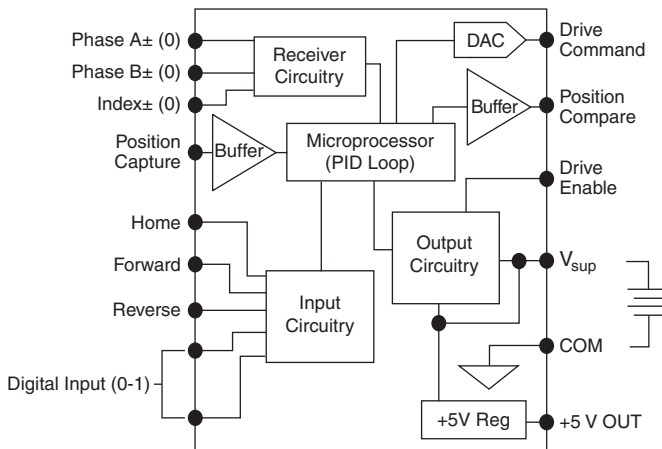 Phase A± (0)
Phase B± (0)
Index± (0)
Position
Capture
Home
Forward
Reverse
Digital Input (0-1)
Receiver
Circuitry
Buffer
Microprocessor
(PID Loop)
Input
Circuitry
DAC
Buffer
Output
Circuitry
+5V Reg
Drive
Command
Position
Compare
Drive
Enable
Vsup
COM
+5 V OUT